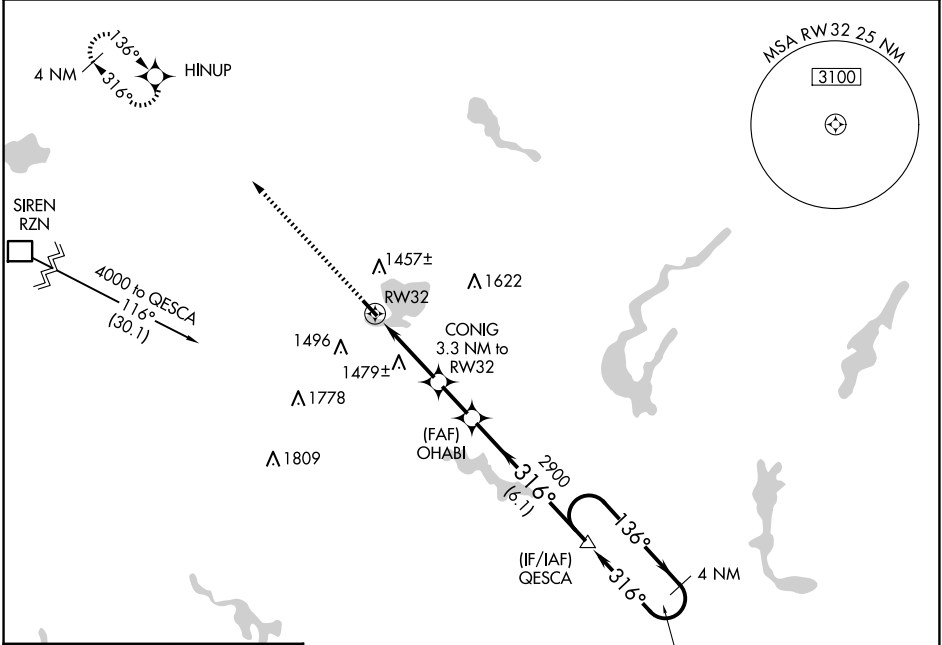 136°
4 NM
316°
HINUP
MSA RW32 25 NM
3100
SIREN
RZN
4000 to QESCA
116°
(30.1)
1457±
1622
RW32
CONIG
3.3 NM to
RW32
1496
1479±
1778
1809
(FAF)
OHABI
2900
316°
(6.1)
136°
(IF/IAF)
QESCA
316°
4 NM